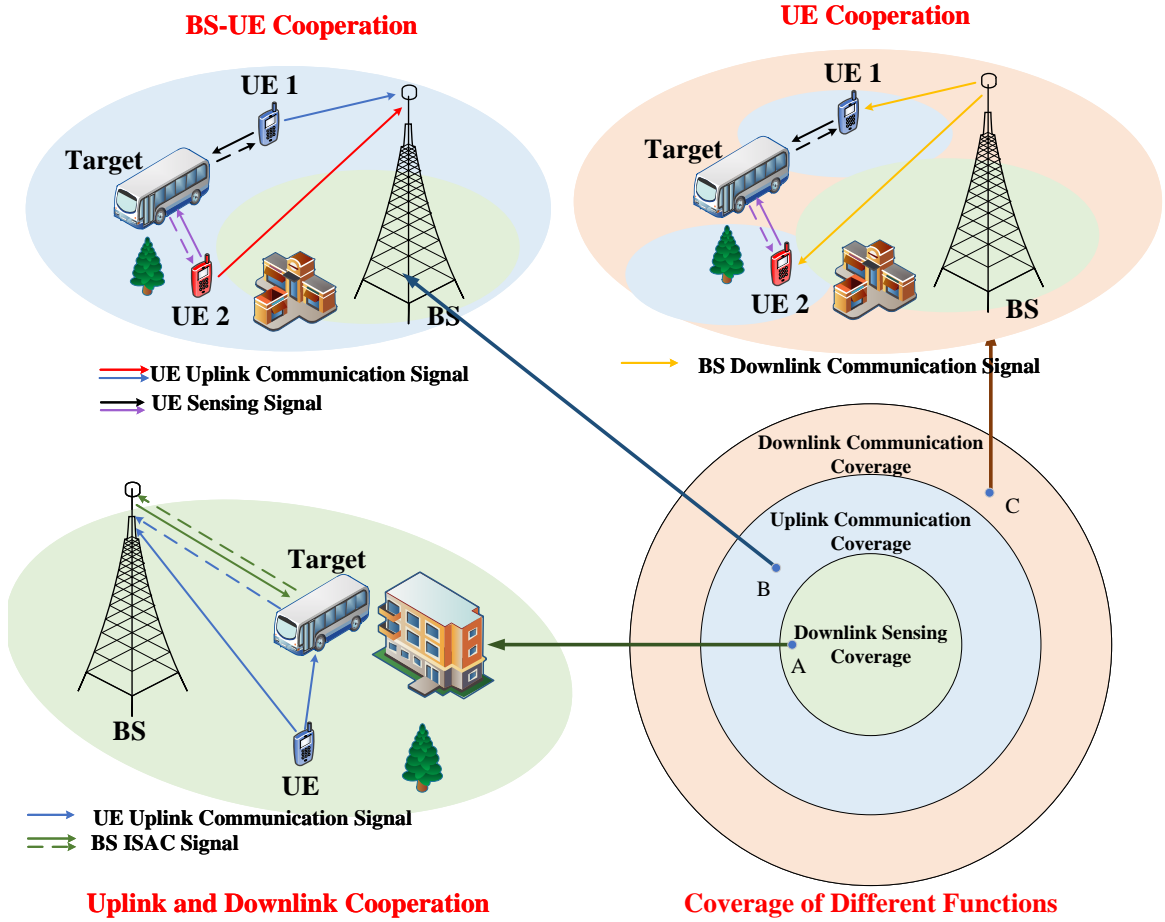 BS-UE Cooperation
UE 1
Target
UE 2
BS
UE Uplink Communication Signal
UE Sensing Signal
UE Cooperation
UE 1
Target
UE 2
BS
BS Downlink Communication Signal
BS
Target
UE
UE Uplink Communication Signal
BS ISAC Signal
Uplink and Downlink Cooperation
Downlink Communication
Coverage
C
Uplink Communication
Coverage
B
Downlink Sensing
Coverage
A
Coverage of Different Functions